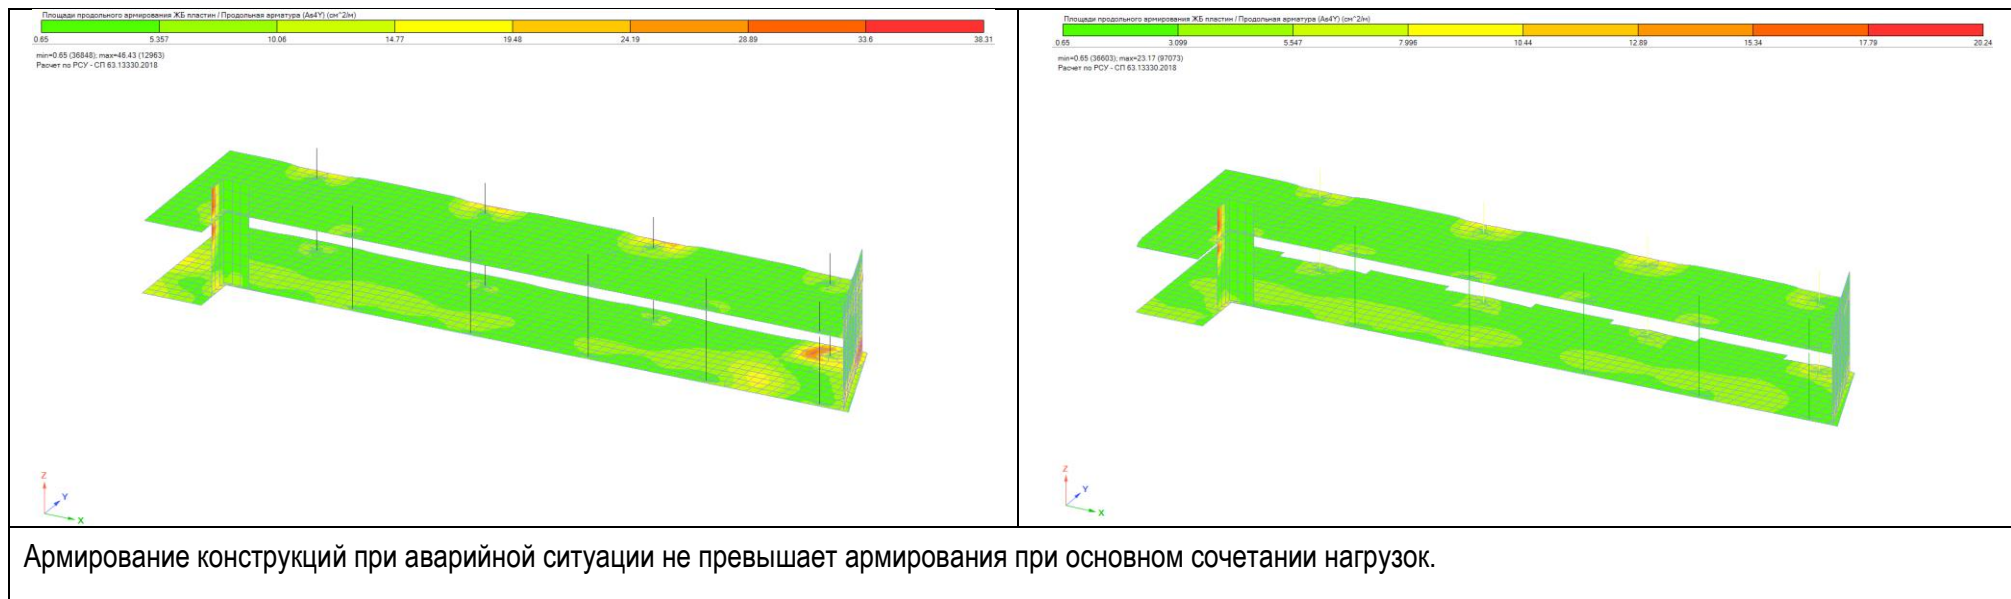 Площади продольного армирования ЖБ пластин / Продольная арматура (As4Y) (см^2/м)
0.65 5.357 10.06 14.77 19.48 24.19 28.89 33.6 38.31
min=0.65 (36848); max=46.43 (12963)
Расчет по РСУ - СП 63.13330.2018
Z
Y
X
Площади продольного армирования ЖБ пластин / Продольная арматура (As4Y) (см^2/м)
0.65 3.099 5.547 7.996 10.44 12.89 15.34 17.79 20.24
min=0.65 (36603); max=23.17 (97073)
Расчет по РСУ - СП 63.13330.2018
Z
Y
X
Армирование конструкций при аварийной ситуации не превышает армирования при основном сочетании нагрузок.